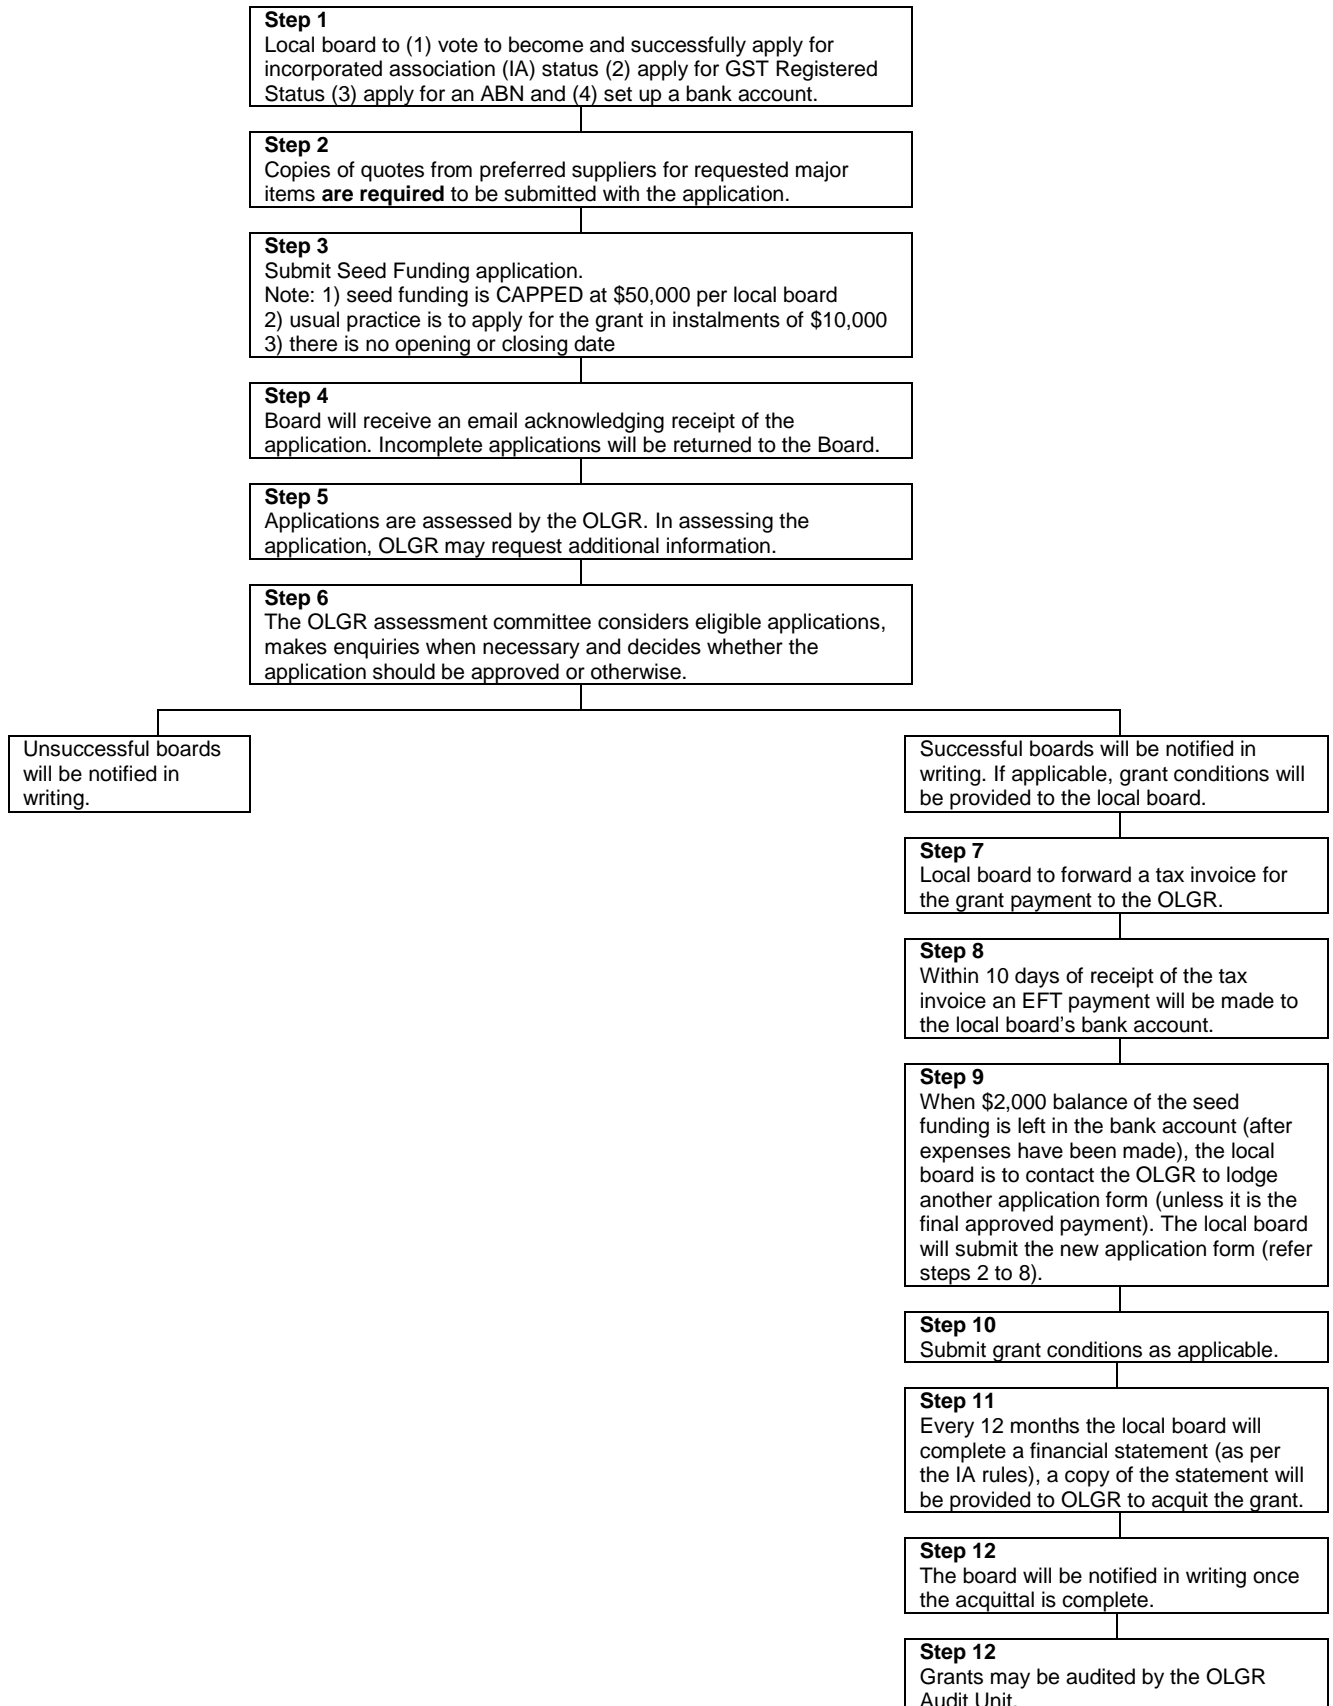 Step 1
Local board to (1) vote to become and successfully apply for
incorporated association (IA) status (2) apply for GST Registered
Status (3) apply for an ABN and (4) set up a bank account.
Step 2
Copies of quotes from preferred suppliers for requested major
items are required to be submitted with the application.
Step 3
Submit Seed Funding application.
Note: 1) seed funding is CAPPED at $50,000 per local board
2) usual practice is to apply for the grant in instalments of $10,000
3) there is no opening or closing date
Step 4
Board will receive an email acknowledging receipt of the
application. Incomplete applications will be returned to the Board.
Step 5
Applications are assessed by the OLGR. In assessing the
application, OLGR may request additional information.
Step 6
The OLGR assessment committee considers eligible applications,
makes enquiries when necessary and decides whether the
application should be approved or otherwise.
Unsuccessful boards
will be notified in
writing.
Successful boards will be notified in
writing. If applicable, grant conditions will
be provided to the local board.
Step 7
Local board to forward a tax invoice for
the grant payment to the OLGR.
Step 8
Within 10 days of receipt of the tax
invoice an EFT payment will be made to
the local board’s bank account.
Step 9
When $2,000 balance of the seed
funding is left in the bank account (after
expenses have been made), the local
board is to contact the OLGR to lodge
another application form (unless it is the
final approved payment). The local board
will submit the new application form (refer
steps 2 to 8).
Step 10
Submit grant conditions as applicable.
Step 11
Every 12 months the local board will
complete a financial statement (as per
the IA rules), a copy of the statement will
be provided to OLGR to acquit the grant.
Step 12
The board will be notified in writing once
the acquittal is complete.
Step 12
Grants may be audited by the OLGR
Audit Unit.